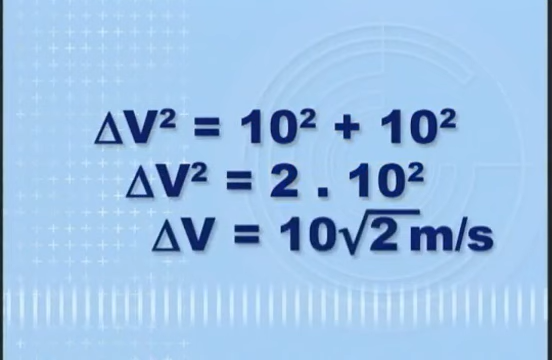 ΔV² = 10² + 10²
ΔV² = 2 . 10²
ΔV = 10√2 m/s